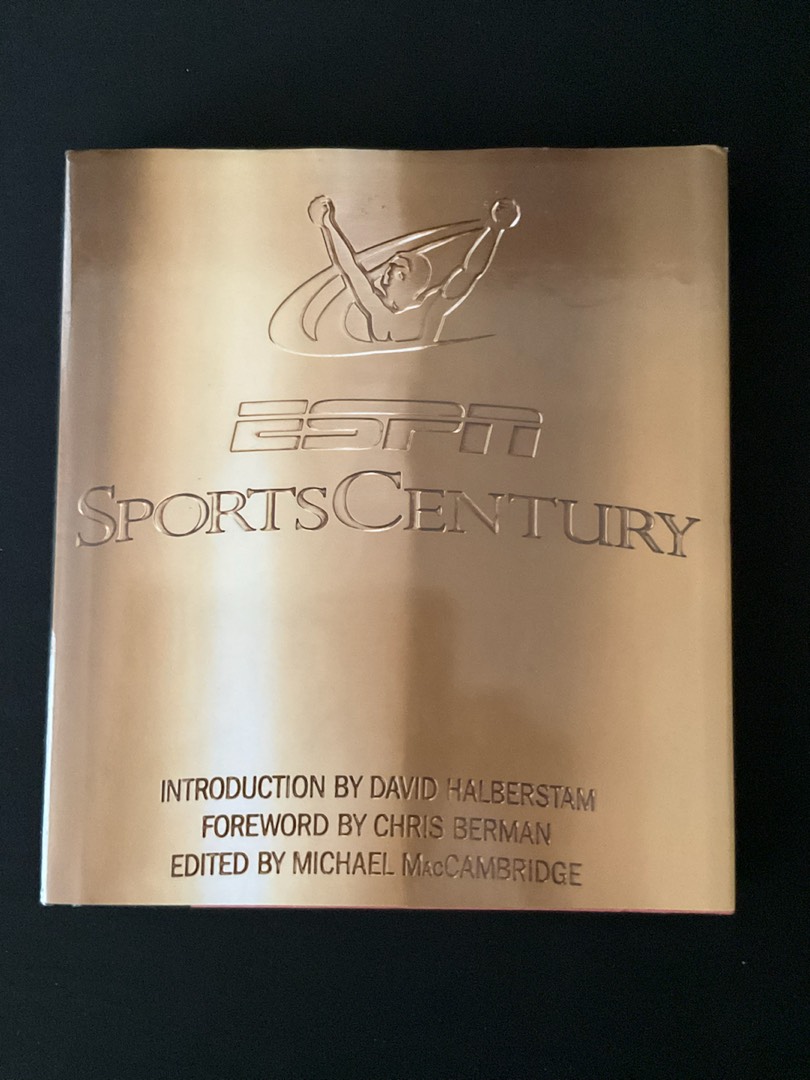 ESPN
SPORTSCENTURY
INTRODUCTION BY DAVID HALBERSTAM
FOREWORD BY CHRIS BERMAN
EDITED BY MICHAEL MACCAMBRIDGE